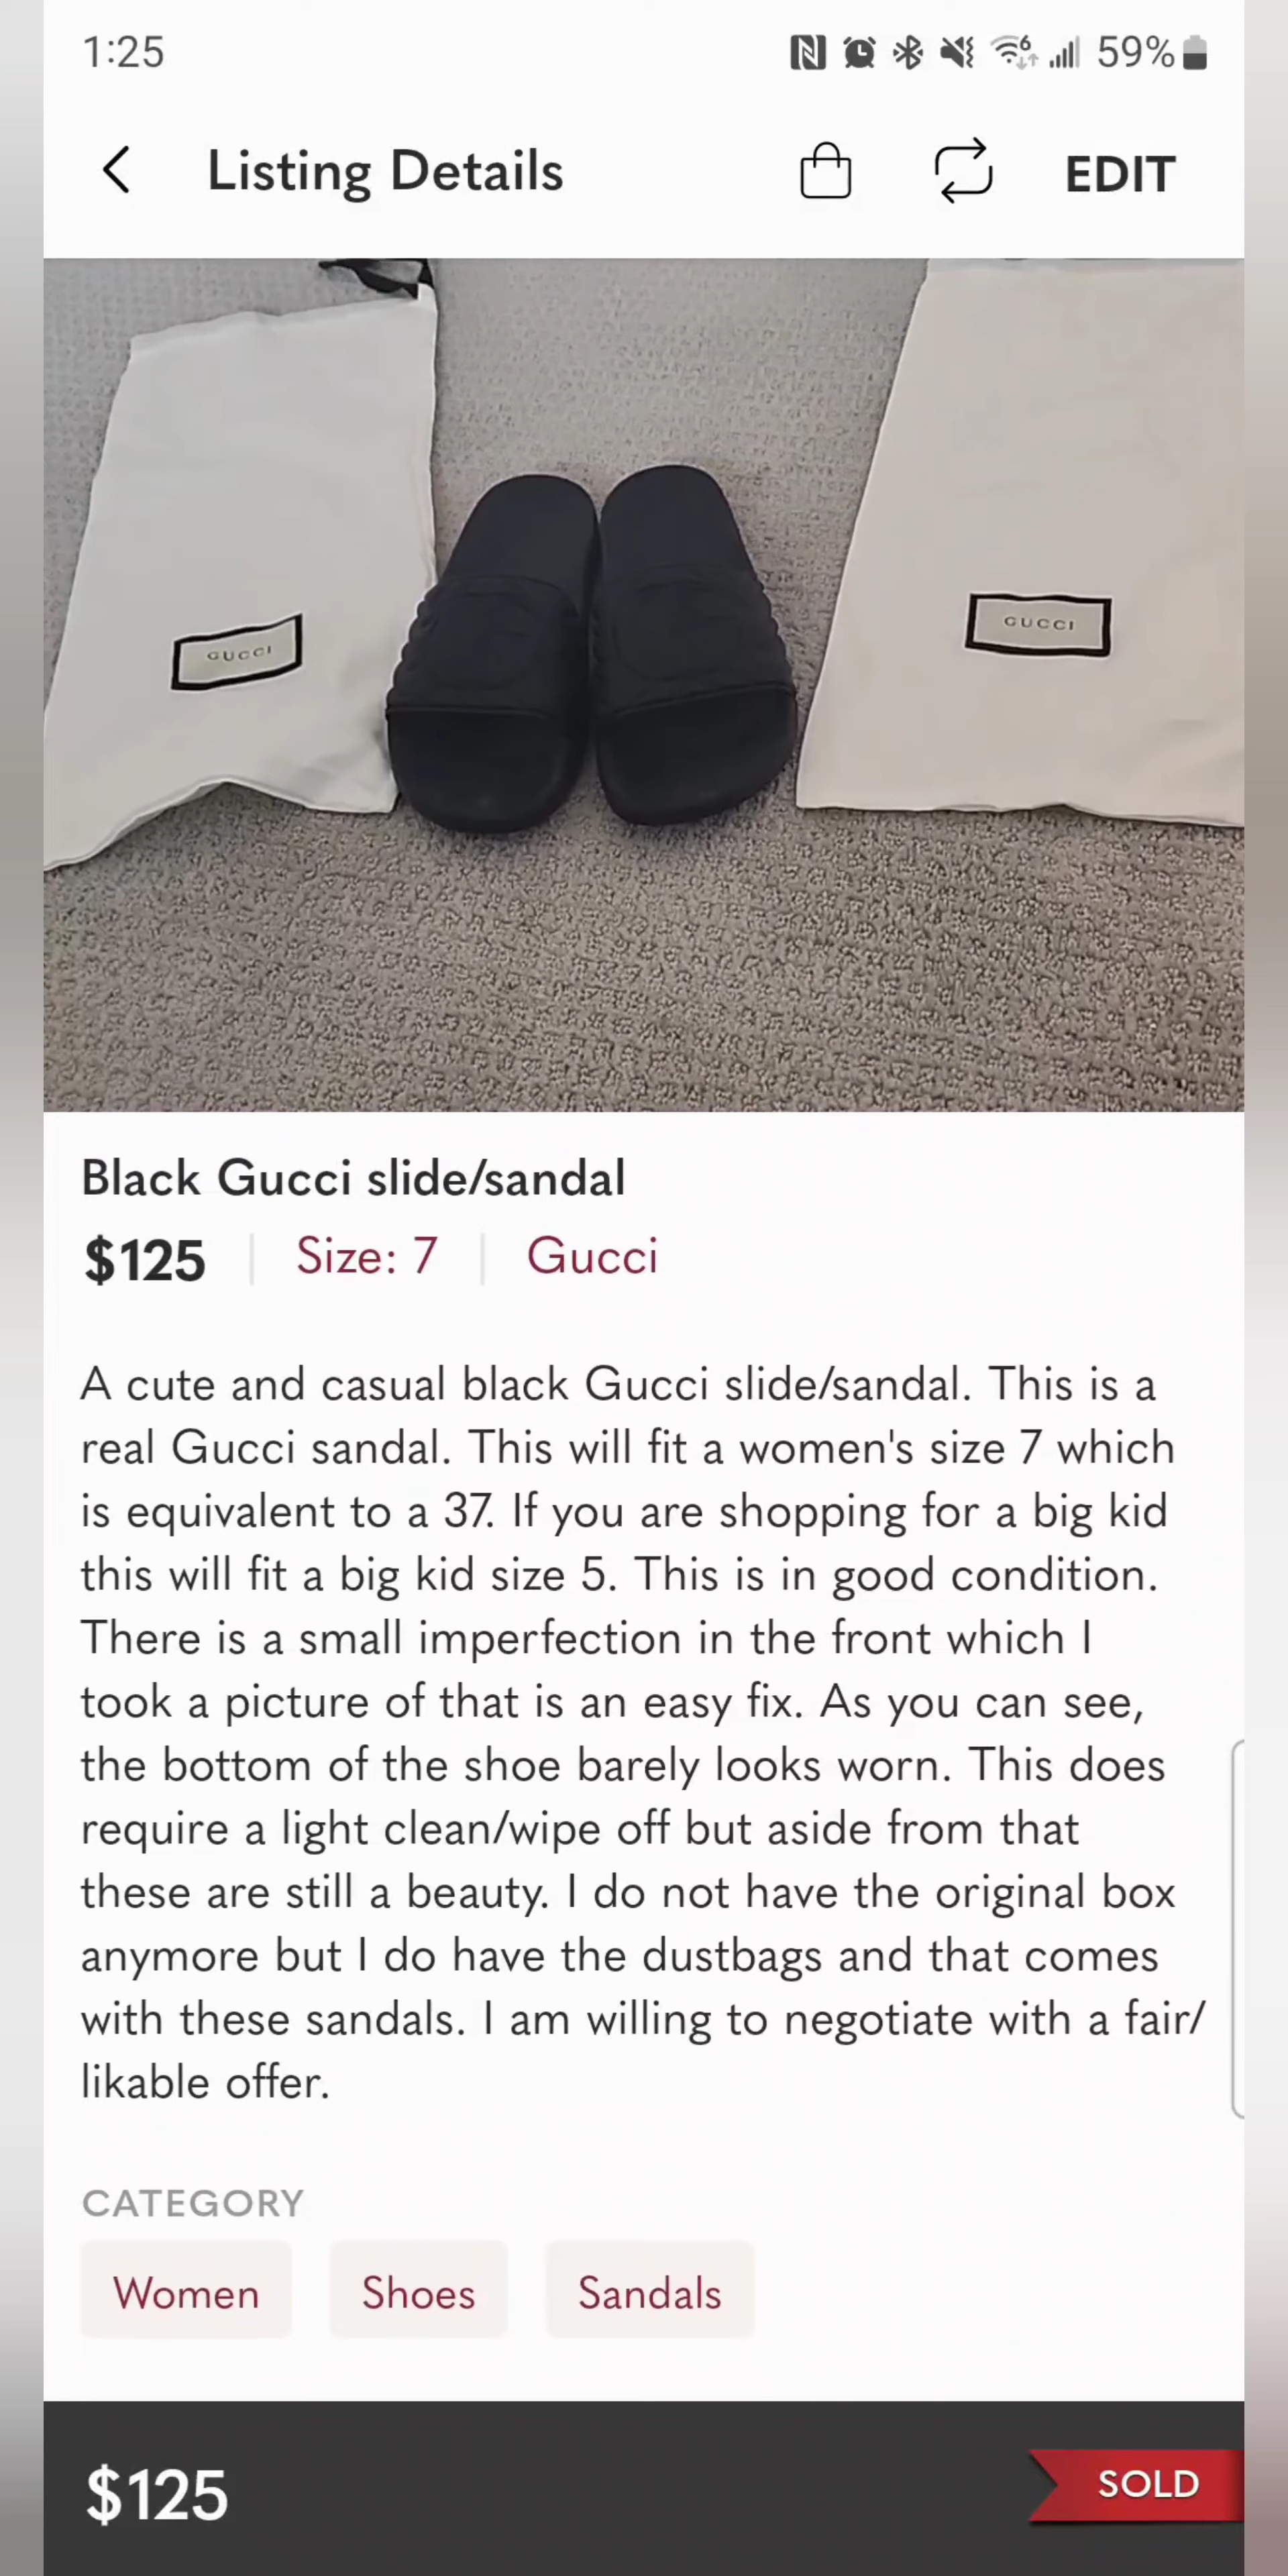 1:25
59%
Listing Details
EDIT
GUCCI
GUCCI
Black Gucci slide/sandal
$125 | Size: 7 | Gucci
A cute and casual black Gucci slide/sandal. This is a
real Gucci sandal. This will fit a women's size 7 which
is equivalent to a 37. If you are shopping for a big kid
this will fit a big kid size 5. This is in good condition.
There is a small imperfection in the front which I
took a picture of that is an easy fix. As you can see,
the bottom of the shoe barely looks worn. This does
require a light clean/wipe off but aside from that
these are still a beauty. I do not have the original box
anymore but I do have the dustbags and that comes
with these sandals. I am willing to negotiate with a fair/
likable offer.
CATEGORY
Women Shoes Sandals
$125
SOLD